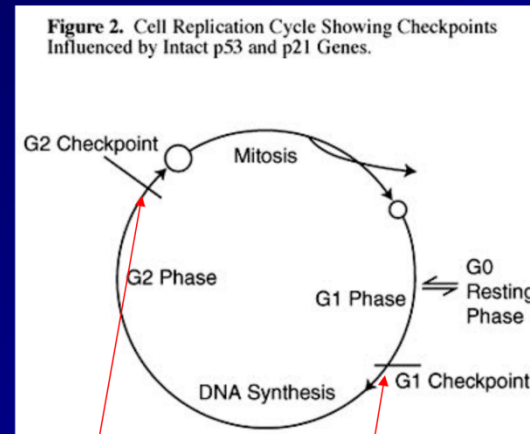 Figure 2. Cell Replication Cycle Showing Checkpoints
Influenced by Intact p53 and p21 Genes.
G2 Checkpoint
Mitosis
G2 Phase
G1 Phase
G0
Resting
Phase
DNA Synthesis
G1 Checkpoint